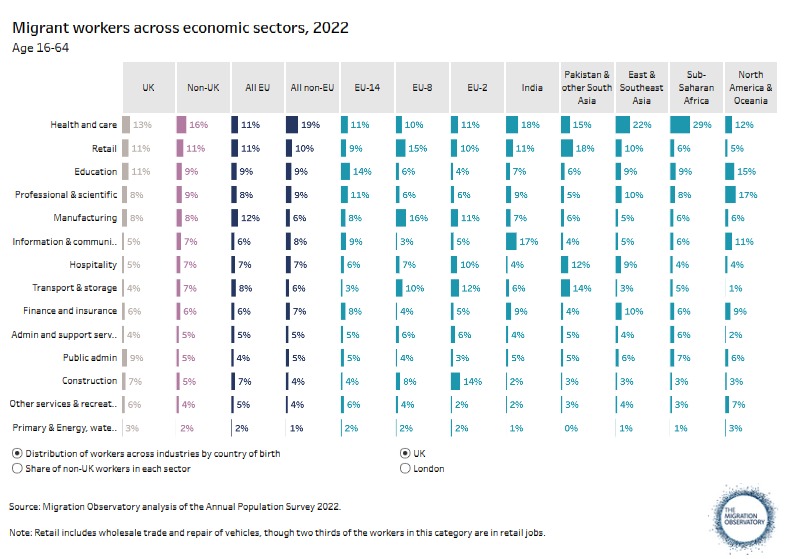 Migrant workers across economic sectors, 2022
Age 16-64
UK Non-UK All EU All non-EU EU-14 EU-8 EU-2 India Pakistan & other South Asia East & Southeast Asia Sub-Saharan Africa North America & Oceania
Health and care 13% 16% 11% 19% 11% 10% 11% 18% 15% 22% 29% 12%
Retail 11% 11% 11% 10% 9% 15% 10% 11% 18% 10% 6% 5%
Education 11% 9% 9% 9% 14% 6% 4% 7% 6% 9% 9% 15%
Professional & scientific 8% 9% 8% 9% 11% 6% 6% 9% 5% 10% 8% 17%
Manufacturing 8% 8% 12% 6% 8% 16% 11% 7% 6% 5% 6% 6%
Information & communi.. 5% 7% 6% 8% 9% 3% 5% 17% 4% 5% 6% 11%
Hospitality 5% 7% 7% 7% 6% 7% 10% 4% 12% 9% 4% 4%
Transport & storage 4% 7% 8% 6% 3% 10% 12% 6% 14% 3% 5% 1%
Finance and insurance 6% 6% 6% 7% 8% 4% 5% 9% 4% 10% 6% 9%
Admin and support serv.. 4% 5% 5% 5% 5% 6% 6% 4% 5% 4% 6% 2%
Public admin 9% 5% 4% 5% 5% 4% 3% 5% 5% 6% 7% 6%
Construction 7% 5% 7% 4% 4% 8% 14% 2% 3% 3% 3% 3%
Other services & recreat.. 6% 4% 5% 4% 6% 4% 2% 2% 3% 4% 3% 7%
Primary & Energy, wate.. 3% 2% 2% 1% 2% 2% 2% 1% 0% 1% 1% 3%
Distribution of workers across industries by country of birth UK
Share of non-UK workers in each sector London
Source: Migration Observatory analysis of the Annual Population Survey 2022.
Note: Retail includes wholesale trade and repair of vehicles, though two thirds of the workers in this category are in retail jobs.
THE
MIGRATION
OBSERVATORY